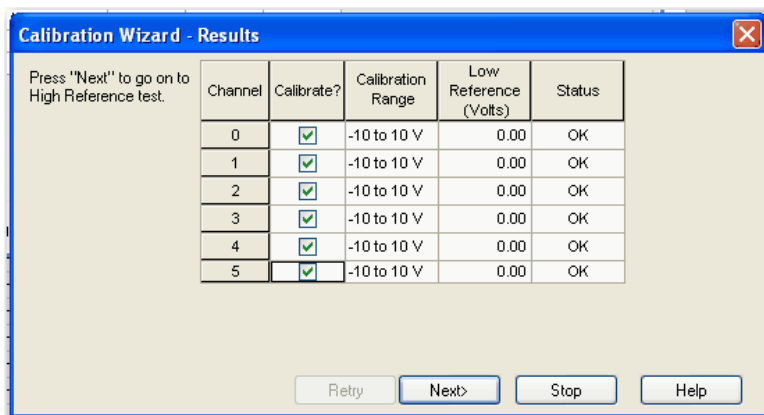 Calibration Wizard - Results
Press "Next" to go on to
High Reference test.
Channel Calibrate? Calibration Range Low Reference (Volts) Status
0 -10 to 10 V 0.00 OK
1 -10 to 10 V 0.00 OK
2 -10 to 10 V 0.00 OK
3 -10 to 10 V 0.00 OK
4 -10 to 10 V 0.00 OK
5 -10 to 10 V 0.00 OK
Retry Next> Stop Help